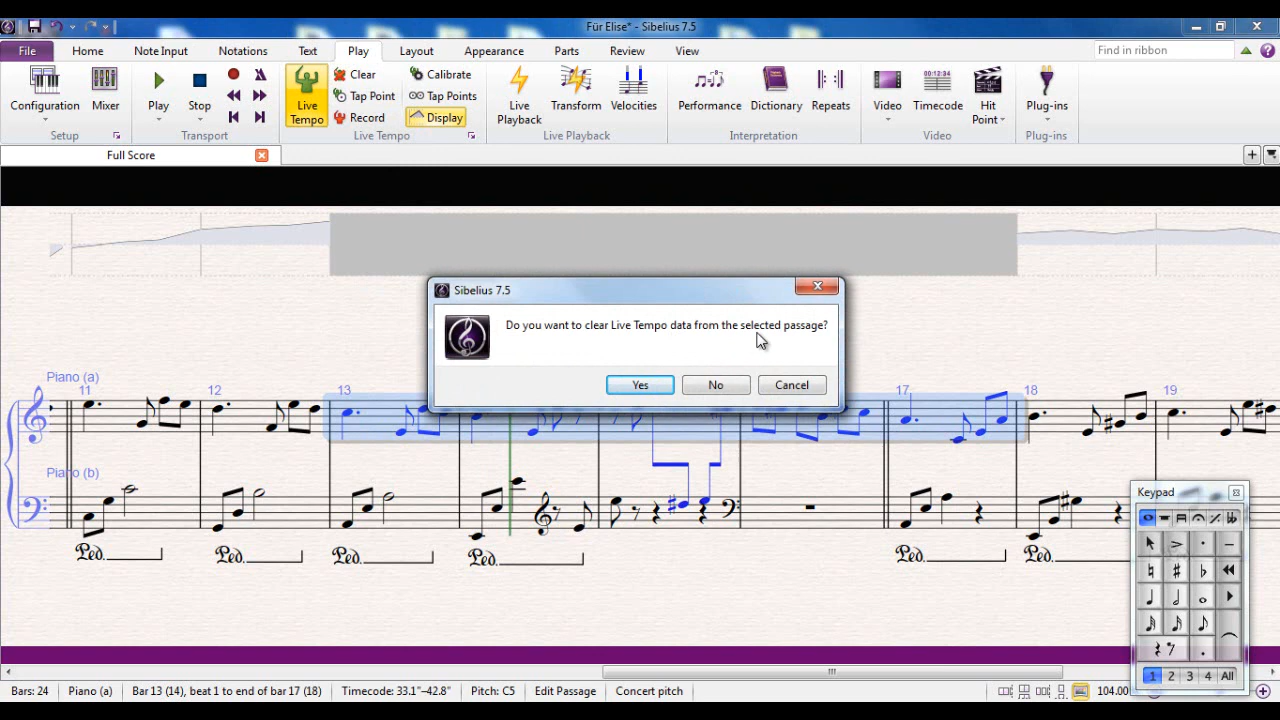 Für Elise* - Sibelius 7.5
File Home Note Input Notations Text Play Layout Appearance Parts Review View Find in ribbon
Clear Calibrate
Tap Point Tap Points
Configuration Mixer Play Stop Live Tempo Record Display Live Playback Transform Velocities Performance Dictionary Repeats Video Timecode Hit Point Plug-ins
00:12:34
Setup Transport Live Tempo Live Playback Interpretation Video Plug-ins
Full Score
Sibelius 7.5
Do you want to clear Live Tempo data from the selected passage?
Yes No Cancel
Piano (a)
11 12 13 17 18 19
Piano (b)
Ped. Ped. Ped. Ped. Ped. Ped.
Keypad
1 2 3 4 All
Bars: 24 Piano (a) Bar 13 (14), beat 1 to end of bar 17 (18) Timecode: 33.1"–42.8" Pitch: C5 Edit Passage Concert pitch 104.00